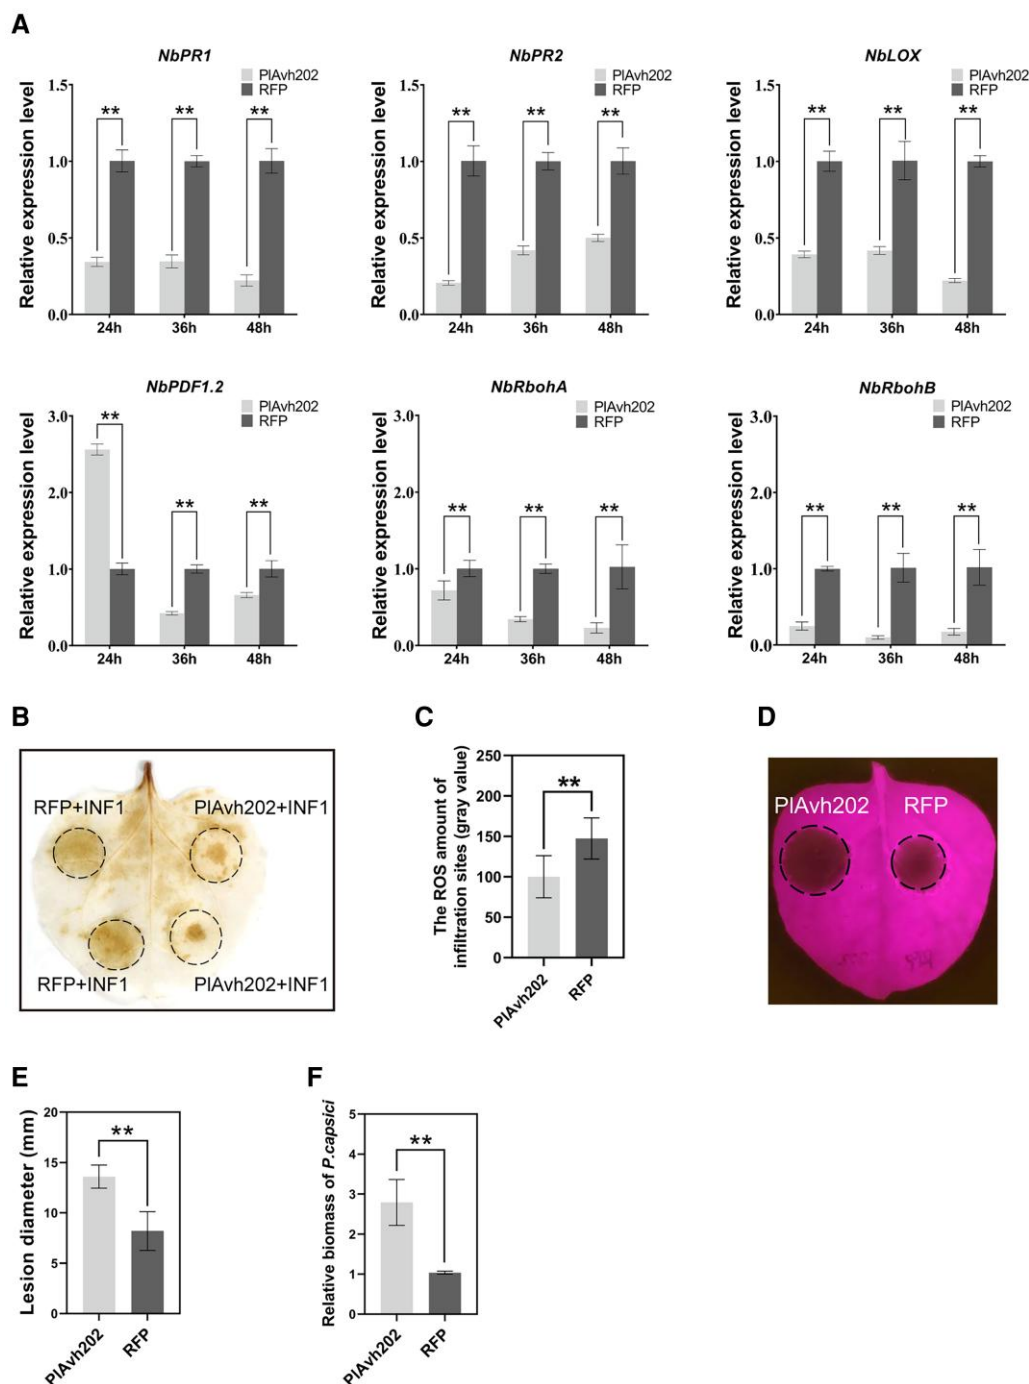 A
NbPR1
PlAvh202
RFP
Relative expression level
1.5
1.0
0.5
0.0
**
**
**
24h
36h
48h
NbPR2
PlAvh202
RFP
Relative expression level
1.5
1.0
0.5
0.0
**
**
**
24h
36h
48h
NbLOX
PlAvh202
RFP
Relative expression level
1.5
1.0
0.5
0.0
**
**
**
24h
36h
48h
NbPDF1.2
PlAvh202
RFP
Relative expression level
3.0
2.0
1.0
0.0
**
**
**
24h
36h
48h
NbRbohA
PlAvh202
RFP
Relative expression level
3.0
2.0
1.0
0.0
**
**
**
24h
36h
48h
NbRbohB
PlAvh202
RFP
Relative expression level
3.0
2.0
1.0
0.0
**
**
**
24h
36h
48h
B
RFP+INF1
PlAvh202+INF1
RFP+INF1
PlAvh202+INF1
C
The ROS amount of
infiltration sites (gray value)
250
200
150
100
50
0
**
PlAvh202
RFP
D
PlAvh202
RFP
E
Lesion diameter (mm)
20
15
10
5
0
**
PlAvh202
RFP
F
Relative biomass of P.capsici
5
4
3
2
1
0
**
PlAvh202
RFP